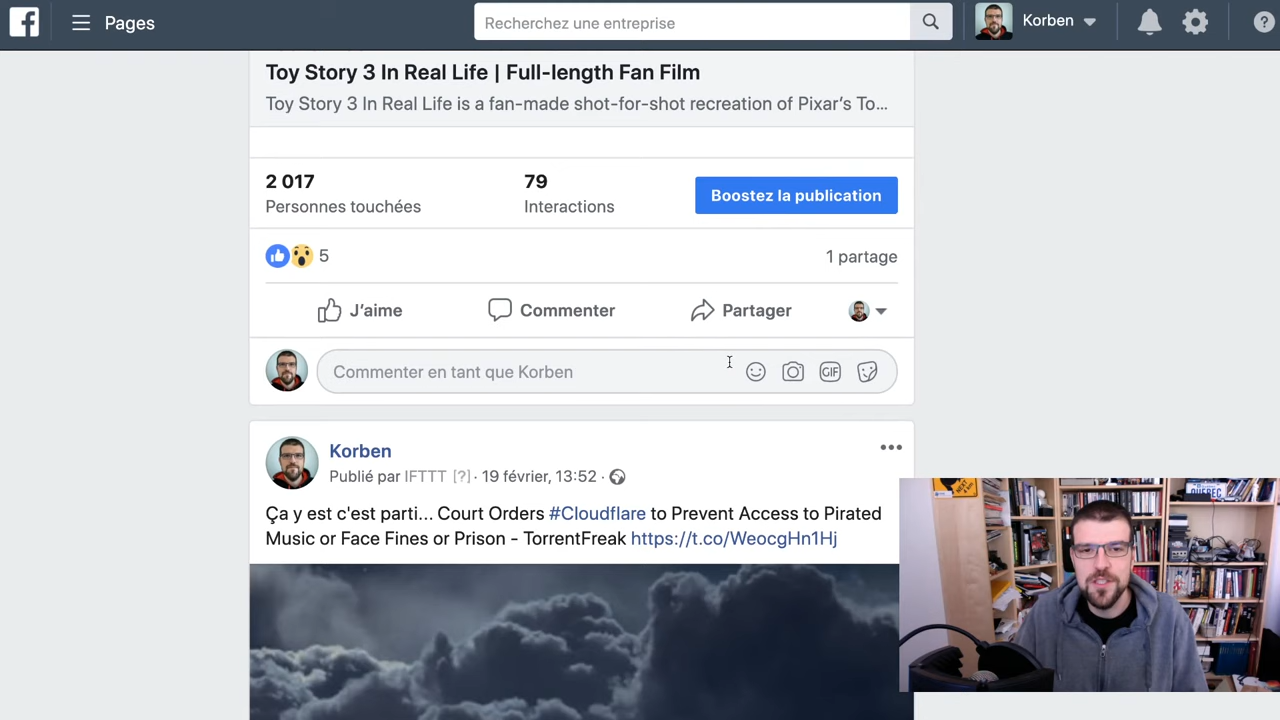 Pages
Recherchez une entreprise
Korben
Toy Story 3 In Real Life | Full-length Fan Film
Toy Story 3 In Real Life is a fan-made shot-for-shot recreation of Pixar’s To...
2 017
Personnes touchées
79
Interactions
Boostez la publication
5
1 partage
J’aime
Commenter
Partager
Commenter en tant que Korben
GIF
Korben
Publié par IFTTT [?] · 19 février, 13:52 ·
Ça y est c'est parti... Court Orders #Cloudflare to Prevent Access to Pirated
Music or Face Fines or Prison - TorrentFreak https://t.co/WeocgHn1Hj
QUÉBEC